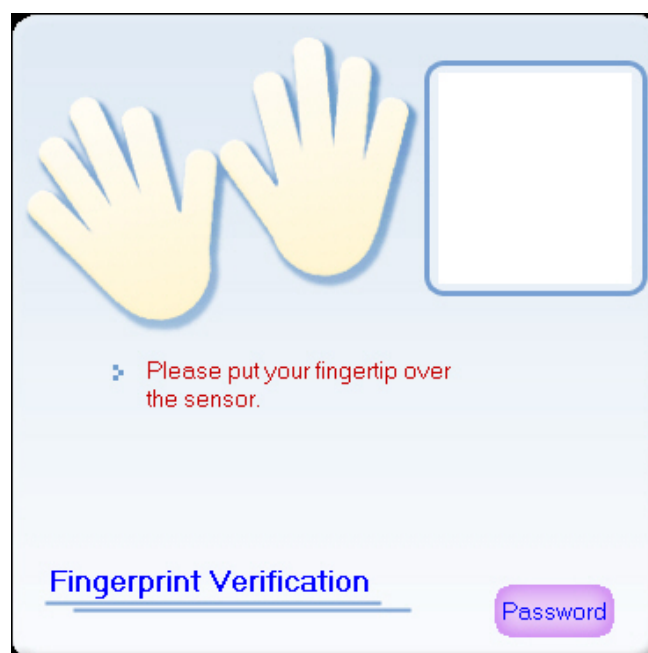 Please put your fingertip over
the sensor.
Fingerprint Verification
Password